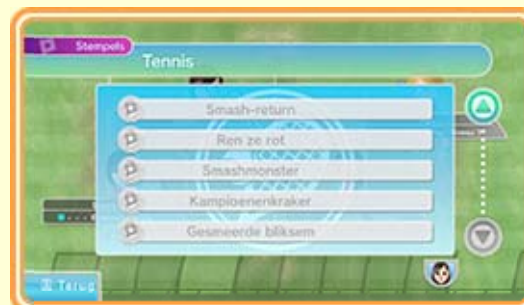 Stempels
Tennis
Smash-return
Ren ze rot
Smashmonster
Kampioenenkraker
Gesmeerde bliksem
Terug